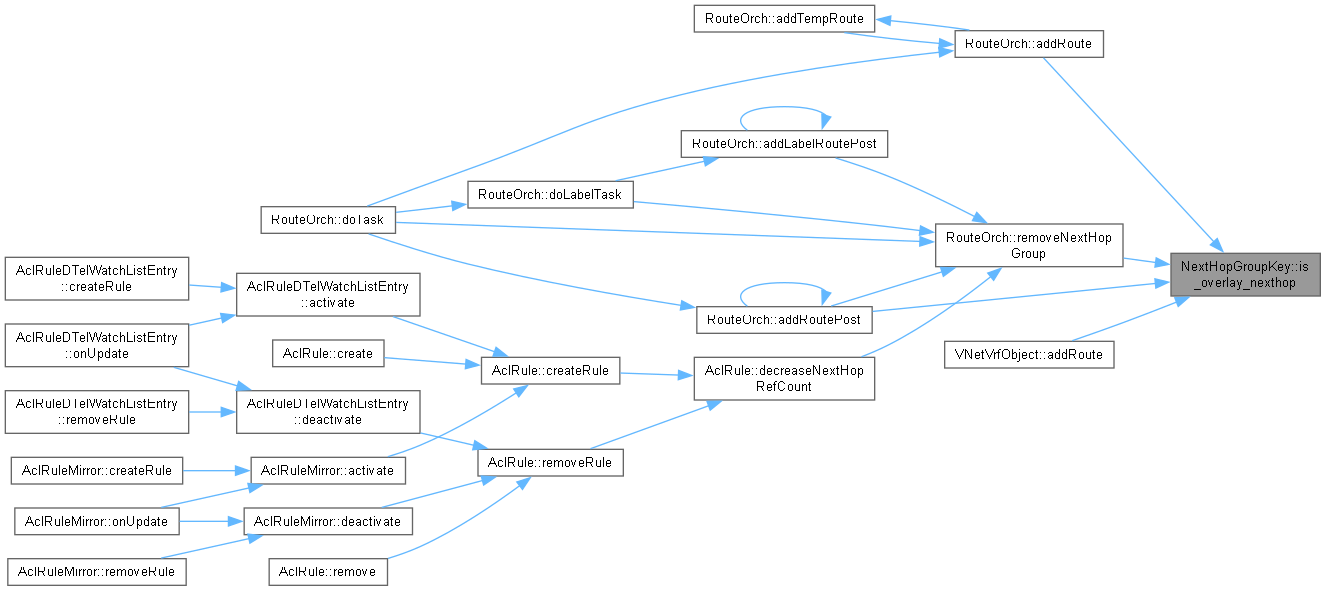 RouteOrch::addTempRoute
RouteOrch::addRoute
RouteOrch::addLabelRoutePost
RouteOrch::doLabelTask
RouteOrch::doTask
RouteOrch::removeNextHop
Group
NextHopGroupKey::is
_overlay_nexthop
AclRuleDTelWatchListEntry
::createRule
AclRuleDTelWatchListEntry
::activate
RouteOrch::addRoutePost
AclRuleDTelWatchListEntry
::onUpdate
AclRule::create
VNetVrfObject::addRoute
AclRule::createRule
AclRule::decreaseNextHop
RefCount
AclRuleDTelWatchListEntry
::removeRule
AclRuleDTelWatchListEntry
::deactivate
AclRuleMirror::createRule
AclRuleMirror::activate
AclRule::removeRule
AclRuleMirror::onUpdate
AclRuleMirror::deactivate
AclRuleMirror::removeRule
AclRule::remove